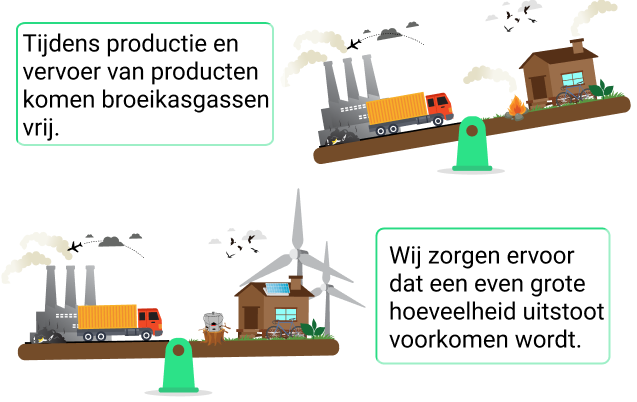 Tijdens productie en
vervoer van producten
komen broeikasgassen
vrij.
Wij zorgen ervoor
dat een even grote
hoeveelheid uitstoot
voorkomen wordt.